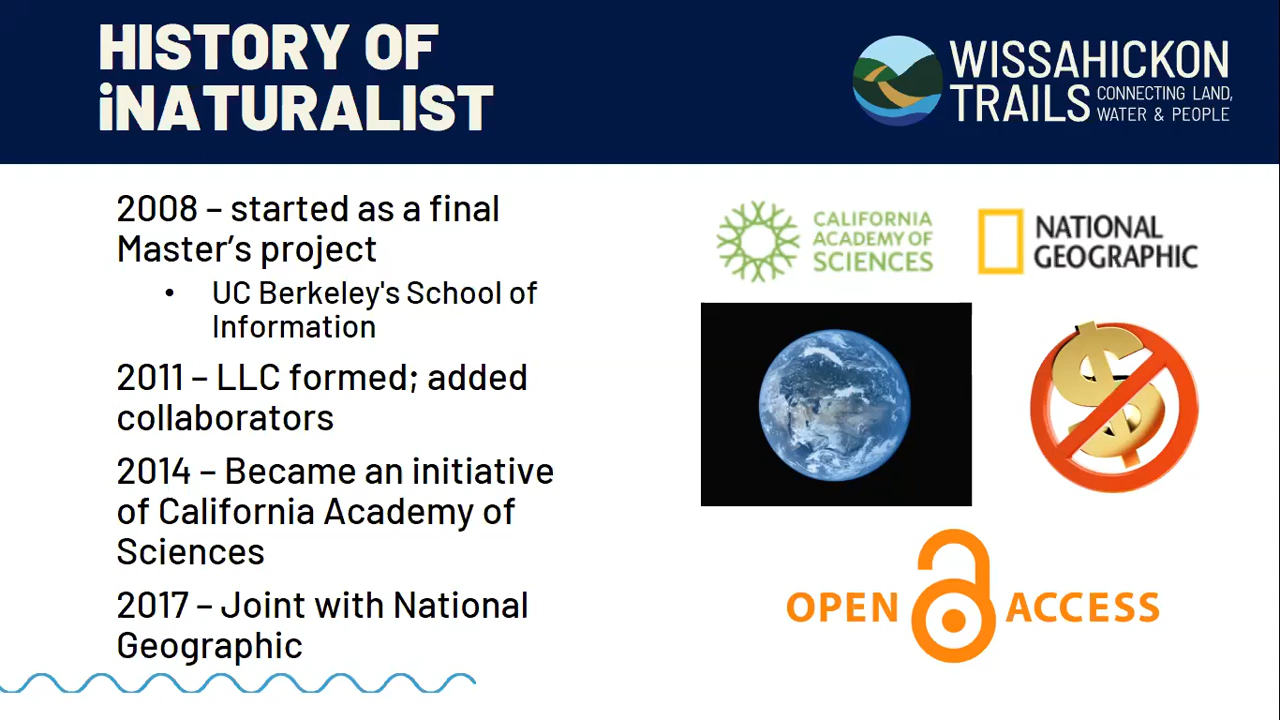 HISTORY OF
iNATURALIST
WISSAHICKON
TRAILS CONNECTING LAND,
WATER & PEOPLE
2008 – started as a final
Master’s project
• UC Berkeley's School of
Information
2011 – LLC formed; added
collaborators
2014 – Became an initiative
of California Academy of
Sciences
2017 – Joint with National
Geographic
CALIFORNIA
ACADEMY OF
SCIENCES
NATIONAL
GEOGRAPHIC
$
OPEN ACCESS